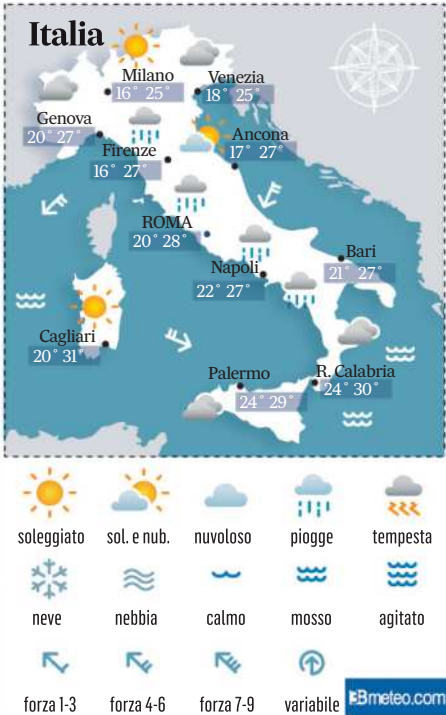 Italia
Milano
16° 25°
Venezia
18° 25°
Genova
20° 27°
Firenze
16° 27°
Ancona
17° 27°
ROMA
20° 28°
Napoli
22° 27°
Bari
21° 27°
Cagliari
20° 31°
Palermo
24° 29°
R. Calabria
24° 30°
soleggiato sol. e nub. nuvoloso piogge tempesta
neve nebbia calmo mosso agitato
forza 1-3 forza 4-6 forza 7-9 variabile
3Bmeteo.com